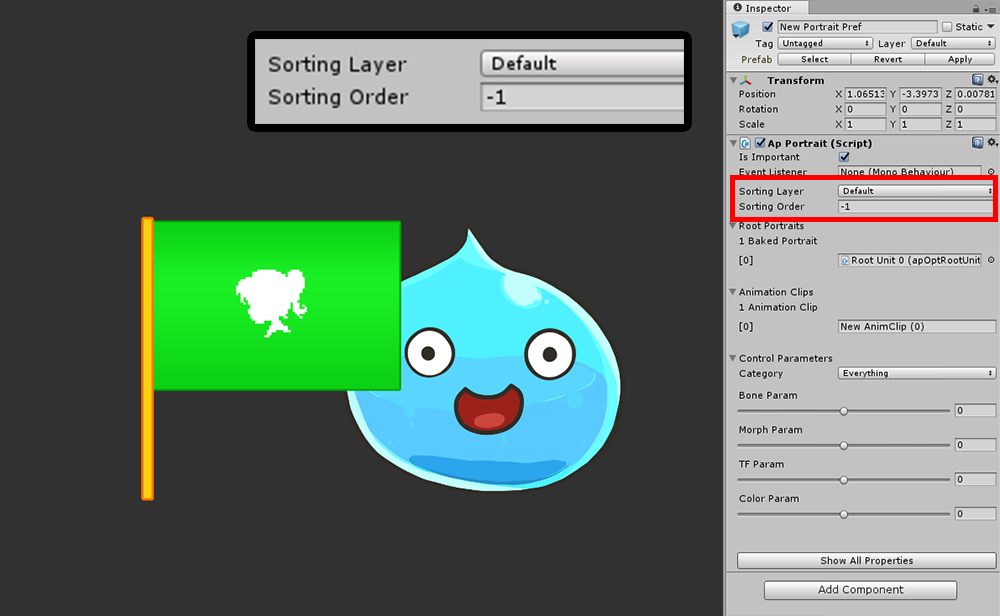 Sorting Layer Default
Sorting Order -1
Inspector
New Portrait Pref Static
Tag Untagged Layer Default
Prefab Select Revert Apply
Transform
Position X 1.06513 Y -3.3973 Z 0.00781
Rotation X 0 Y 0 Z 0
Scale X 1 Y 1 Z 1
Ap Portrait (Script)
Is Important
Event Listener None (Mono Behaviour)
Sorting Layer Default
Sorting Order -1
Root Portraits
1 Baked Portrait
[0] Root Unit 0 (apOptRootUnit
Animation Clips
1 Animation Clip
[0] New AnimClip (0)
Control Parameters
Category Everything
Bone Param
0
Morph Param
0
TF Param
0
Color Param
0
Show All Properties
Add Component